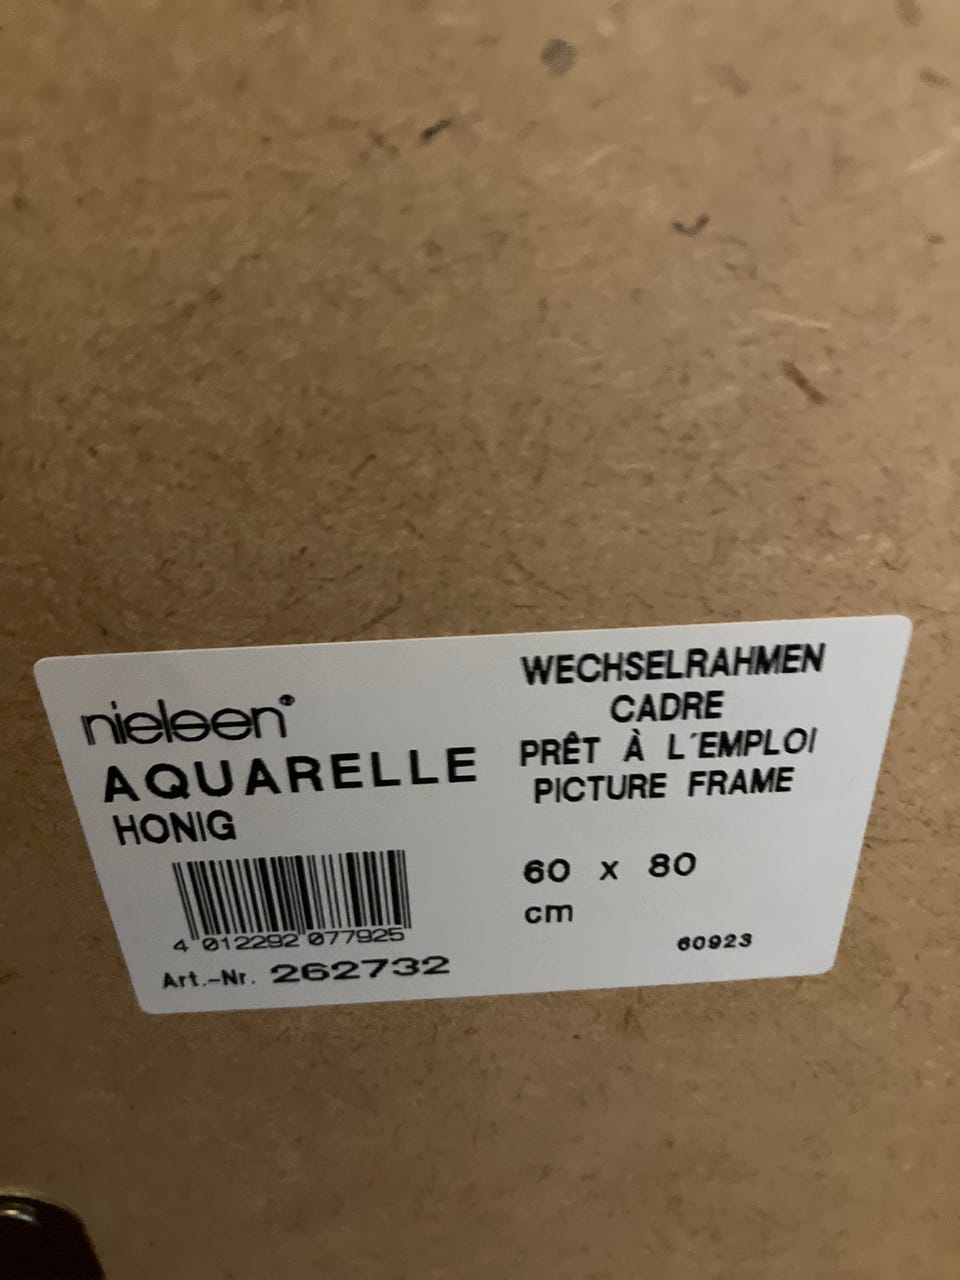 nielsen®
AQUARELLE
HONIG
4 012292 077925
Art.-Nr. 262732
WECHSELRAHMEN
CADRE
PRÊT À L´EMPLOI
PICTURE FRAME
60 x 80
cm
60923